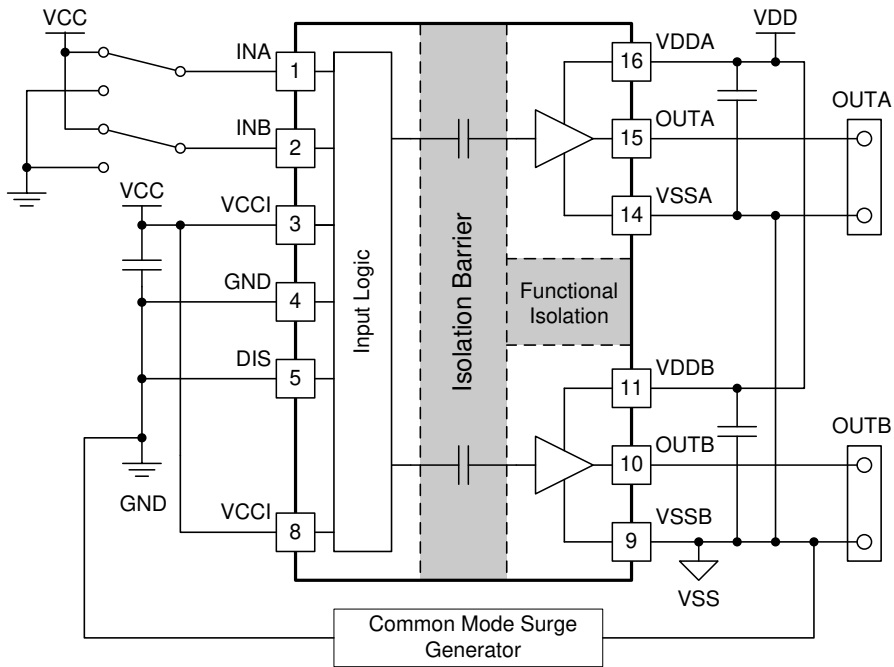 VCC
INA
1
INB
2
VCC
VCCI
3
GND
4
DIS
5
GND
VCCI
8
Input Logic
Isolation Barrier
Functional
Isolation
16
VDDA
VDD
OUTA
15
OUTA
VSSA
14
VDDB
11
OUTB
10
OUTB
VSSB
9
VSS
Common Mode Surge
Generator